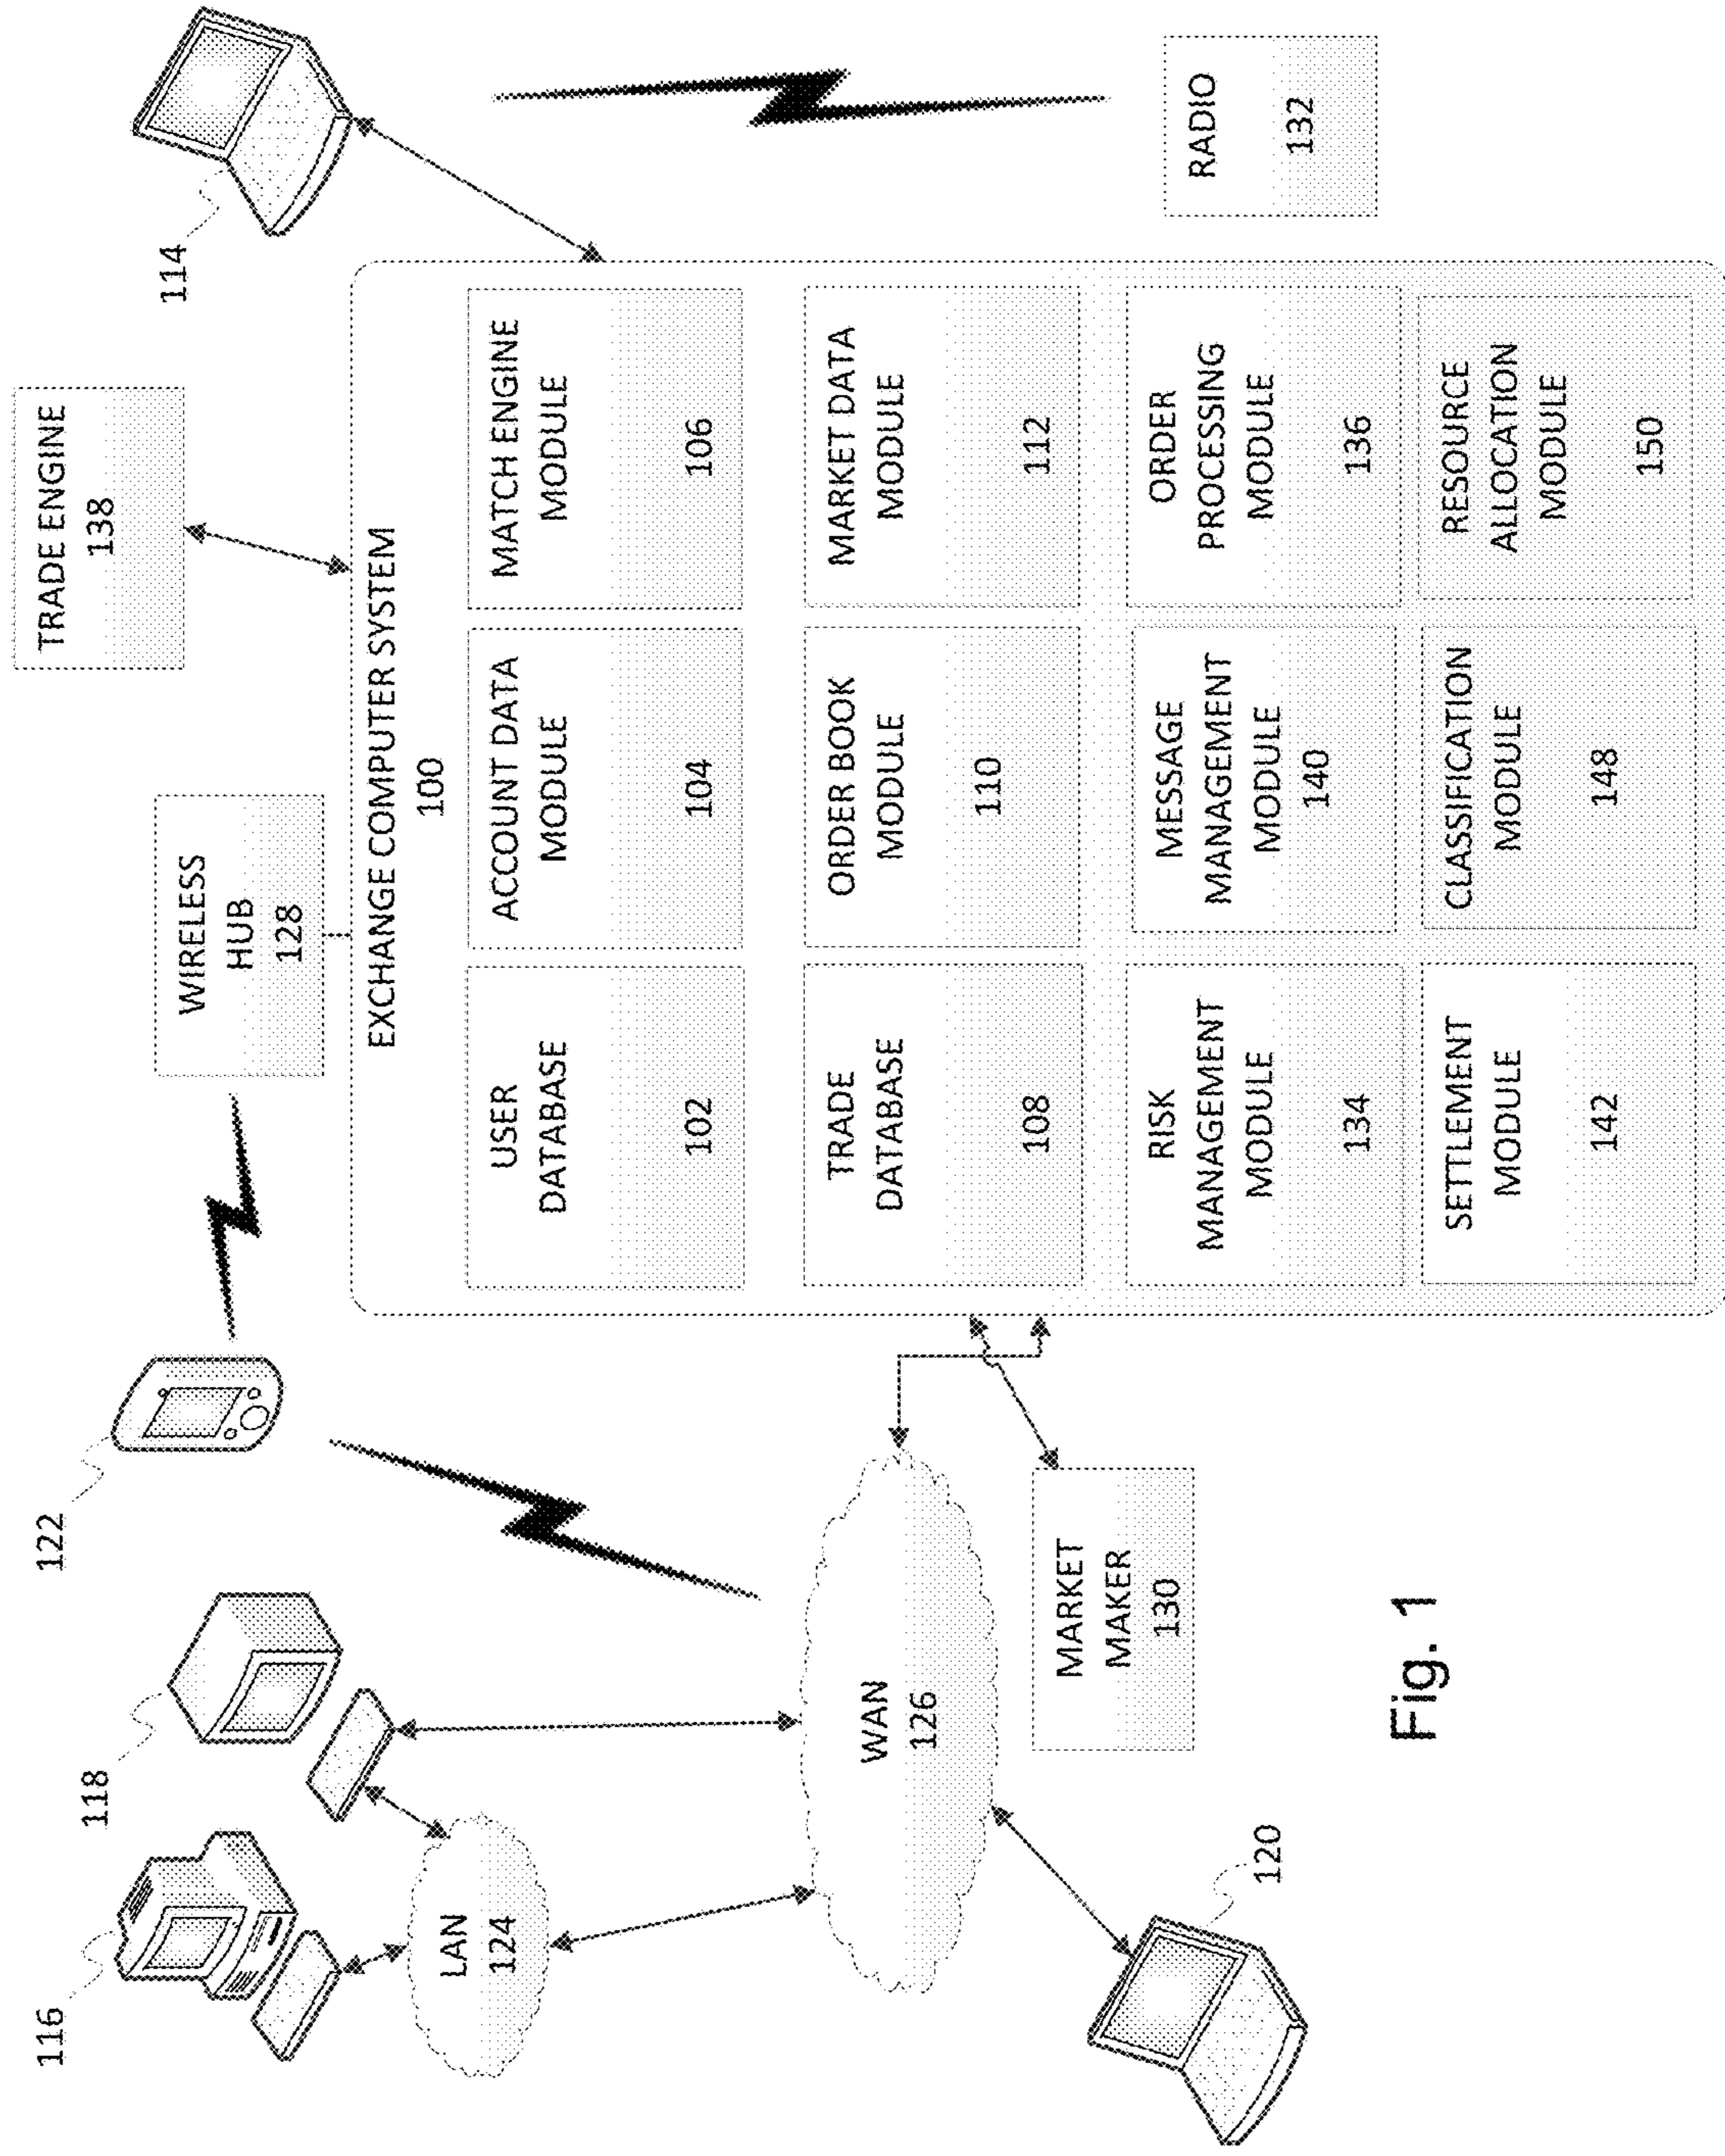 116
118
122
114
TRADE ENGINE
138
WIRELESS
HUB
128
LAN
124
EXCHANGE COMPUTER SYSTEM
100
USER
DATABASE
102
ACCOUNT DATA
MODULE
104
MATCH ENGINE
MODULE
106
WAN
126
TRADE
DATABASE
108
ORDER BOOK
MODULE
110
MARKET DATA
MODULE
112
MARKET
MAKER
130
RISK
MANAGEMENT
MODULE
134
MESSAGE
MANAGEMENT
MODULE
140
ORDER
PROCESSING
MODULE
136
RADIO
132
120
SETTLEMENT
MODULE
142
CLASSIFICATION
MODULE
148
RESOURCE
ALLOCATION
MODULE
150
Fig. 1